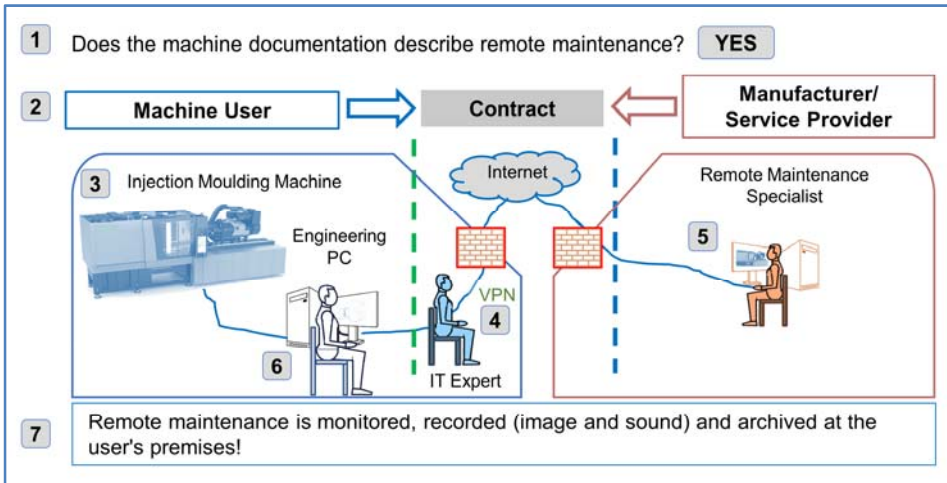 1 Does the machine documentation describe remote maintenance? YES
2 Machine User Contract Manufacturer/
Service Provider
3 Injection Moulding Machine
Internet
Remote Maintenance
Specialist
Engineering
PC
5
VPN
4
6
IT Expert
7 Remote maintenance is monitored, recorded (image and sound) and archived at the
user's premises!